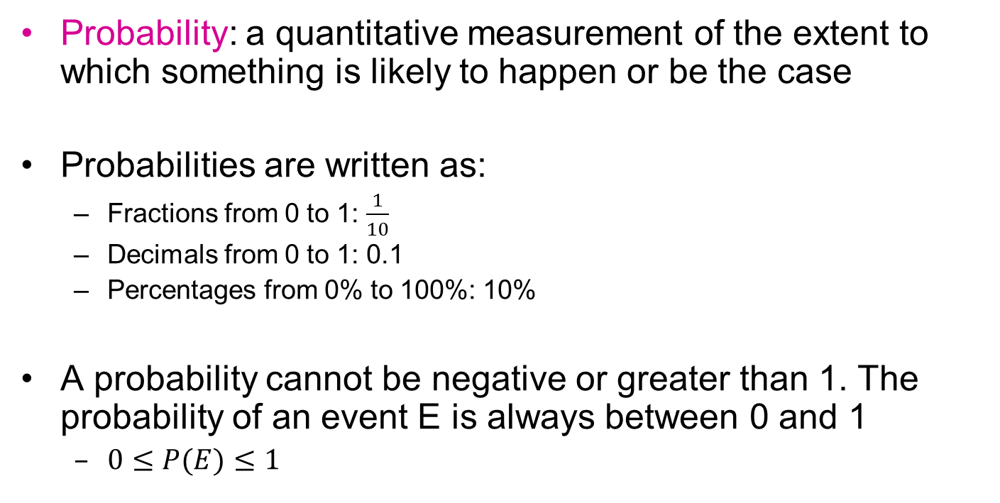 • Probability: a quantitative measurement of the extent to
which something is likely to happen or be the case
• Probabilities are written as:
– Fractions from 0 to 1: 1/10
– Decimals from 0 to 1: 0.1
– Percentages from 0% to 100%: 10%
• A probability cannot be negative or greater than 1. The
probability of an event E is always between 0 and 1
– 0 ≤ P(E) ≤ 1